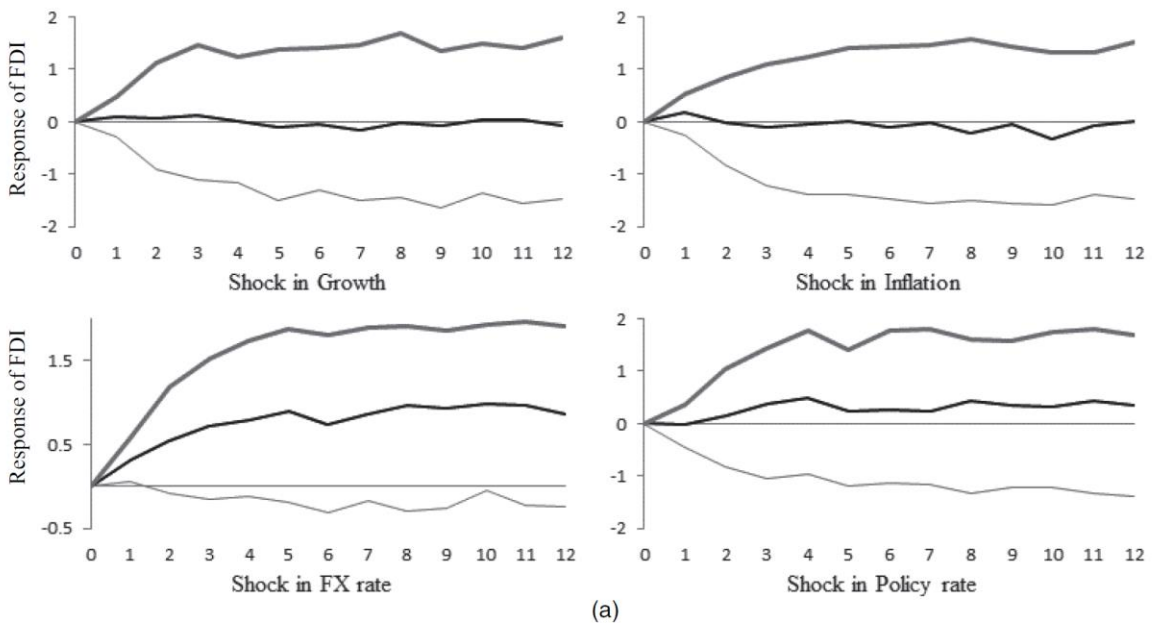 Response of FDI
2
1
0
-1
-2
0 1 2 3 4 5 6 7 8 9 10 11 12
Shock in Growth
2
1
0
-1
-2
0 1 2 3 4 5 6 7 8 9 10 11 12
Shock in Inflation
Response of FDI
1.5
0.5
-0.5
0 1 2 3 4 5 6 7 8 9 10 11 12
Shock in FX rate
2
1
0
-1
-2
0 1 2 3 4 5 6 7 8 9 10 11 12
Shock in Policy rate
(a)